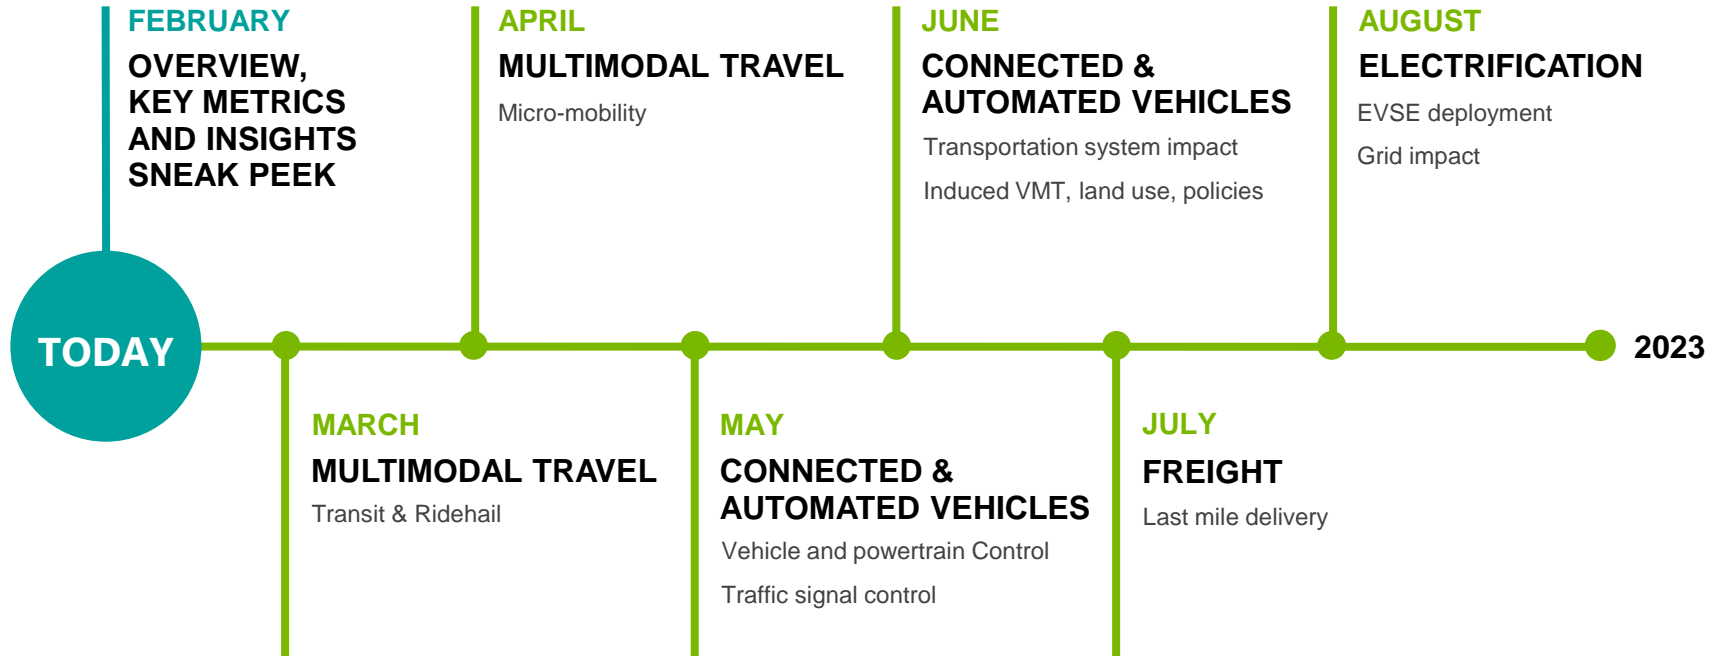 FEBRUARY
OVERVIEW,
KEY METRICS
AND INSIGHTS
SNEAK PEEK
APRIL
MULTIMODAL TRAVEL
Micro-mobility
JUNE
CONNECTED &
AUTOMATED VEHICLES
Transportation system impact
Induced VMT, land use, policies
AUGUST
ELECTRIFICATION
EVSE deployment
Grid impact
TODAY
2023
MARCH
MULTIMODAL TRAVEL
Transit & Ridehail
MAY
CONNECTED &
AUTOMATED VEHICLES
Vehicle and powertrain Control
Traffic signal control
JULY
FREIGHT
Last mile delivery